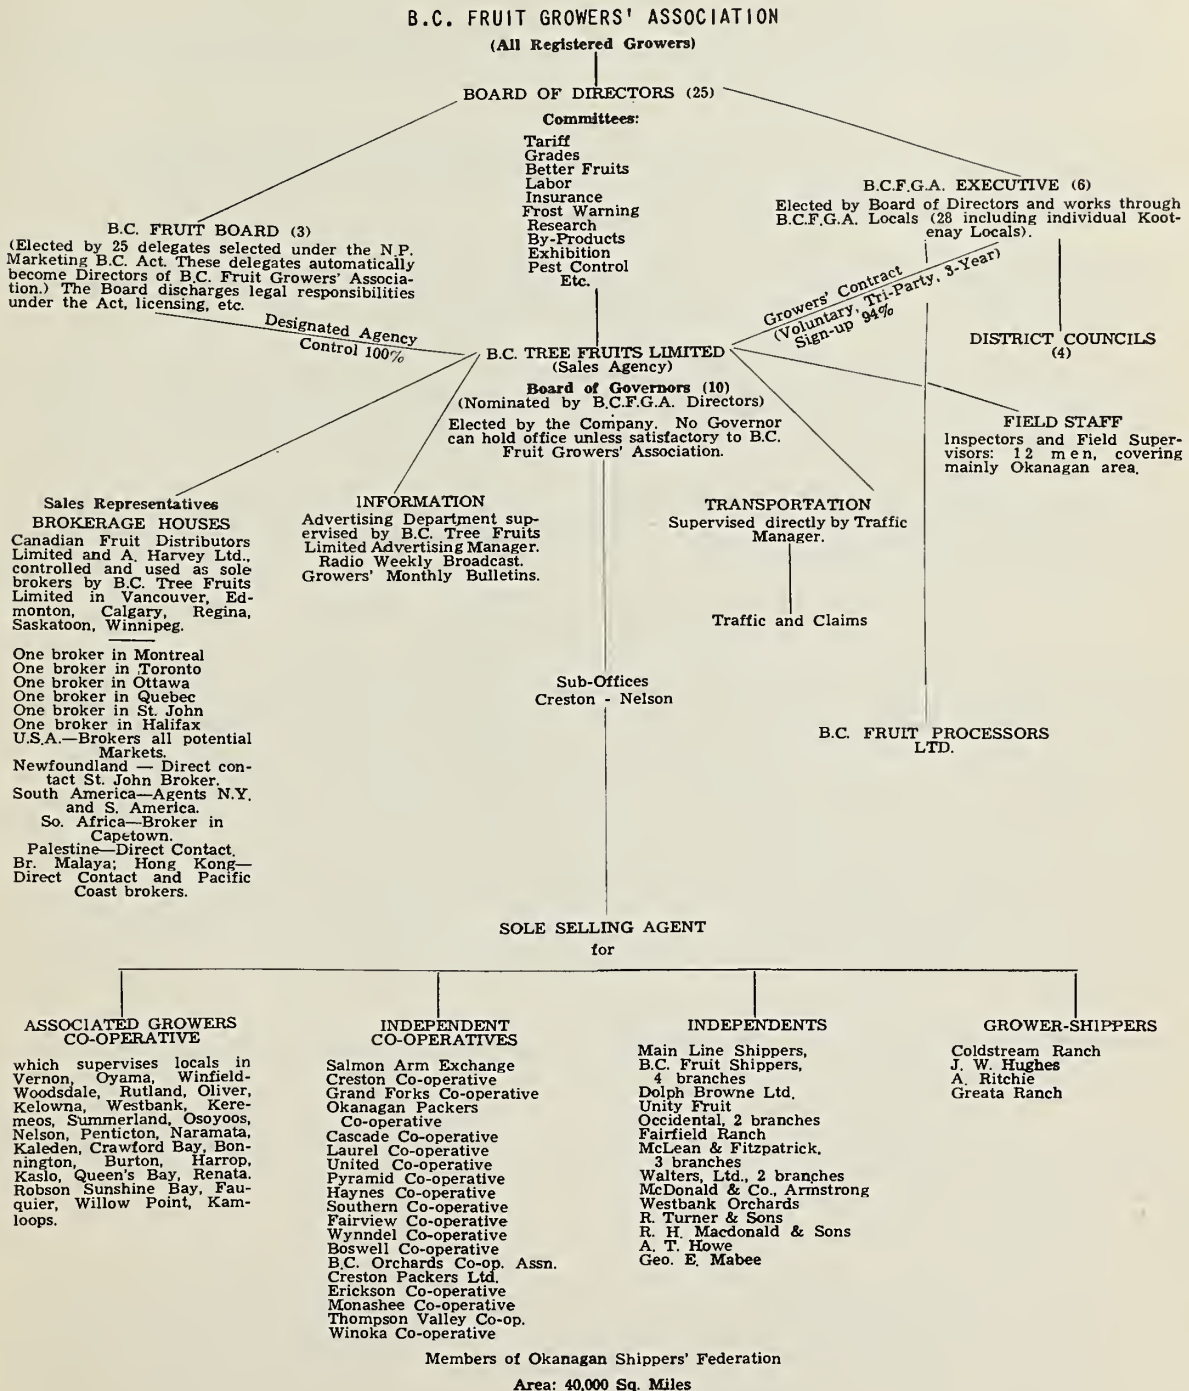 B.C. FRUIT GROWERS' ASSOCIATION
(All Registered Growers)
BOARD OF DIRECTORS (25)
Committees:
Tariff
Grades
Better Fruits
Labor
Insurance
Frost Warning
Research
By-Products
Exhibition
Pest Control
Etc.
B.C. FRUIT BOARD (3)
(Elected by 25 delegates selected under the N.P.
Marketing B.C. Act. These delegates automatically
become Directors of B.C. Fruit Growers' Associa-
tion.) The Board discharges legal responsibilities
under the Act, licensing, etc.
B.C.F.G.A. EXECUTIVE (6)
Elected by Board of Directors and works through
B.C.F.G.A. Locals (28 including individual Koot-
enay Locals).
Designated Agency
Control 100%
Growers' Contract
(Voluntary, Tri-Party, 3-Year)
Sign-up 94%
DISTRICT COUNCILS
(4)
B.C. TREE FRUITS LIMITED
(Sales Agency)
Board of Governors (10)
(Nominated by B.C.F.G.A. Directors)
Elected by the Company. No Governor
can hold office unless satisfactory to B.C.
Fruit Growers' Association.
FIELD STAFF
Inspectors and Field Super-
visors: 12 men, covering
mainly Okanagan area.
Sales Representatives
BROKERAGE HOUSES
Canadian Fruit Distributors
Limited and A. Harvey Ltd.,
controlled and used as sole
brokers by B.C. Tree Fruits
Limited in Vancouver, Ed-
monton, Calgary, Regina,
Saskatoon, Winnipeg.
One broker in Montreal
One broker in Toronto
One broker in Ottawa
One broker in Quebec
One broker in St. John
One broker in Halifax
U.S.A.—Brokers all potential
Markets.
Newfoundland — Direct con-
tact St. John Broker.
South America—Agents N.Y.
and S. America.
So. Africa—Broker in
Capetown.
Palestine—Direct Contact.
Br. Malaya; Hong Kong—
Direct Contact and Pacific
Coast brokers.
INFORMATION
Advertising Department sup-
ervised by B.C. Tree Fruits
Limited Advertising Manager.
Radio Weekly Broadcast.
Growers' Monthly Bulletins.
TRANSPORTATION
Supervised directly by Traffic
Manager.
Traffic and Claims
Sub-Offices
Creston - Nelson
B.C. FRUIT PROCESSORS
LTD.
SOLE SELLING AGENT
for
ASSOCIATED GROWERS
CO-OPERATIVE
which supervises locals in
Vernon, Oyama, Winfield-
Woodsdale, Rutland, Oliver,
Kelowna, Westbank, Kere-
meos, Summerland, Osoyoos,
Nelson, Penticton, Naramata,
Kaleden, Crawford Bay, Bon-
nington, Burton, Harrop,
Kaslo, Queen's Bay, Renata.
Robson Sunshine Bay, Fau-
quier, Willow Point, Kam-
loops.
INDEPENDENT
CO-OPERATIVES
Salmon Arm Exchange
Creston Co-operative
Grand Forks Co-operative
Okanagan Packers
Co-operative
Cascade Co-operative
Laurel Co-operative
United Co-operative
Pyramid Co-operative
Haynes Co-operative
Southern Co-operative
Fairview Co-operative
Wynndel Co-operative
Boswell Co-operative
B.C. Orchards Co-op. Assn.
Creston Packers Ltd.
Erickson Co-operative
Monashee Co-operative
Thompson Valley Co-op.
Winoka Co-operative
INDEPENDENTS
Main Line Shippers,
B.C. Fruit Shippers,
4 branches
Dolph Browne Ltd.
Unity Fruit
Occidental, 2 branches
Fairfield Ranch
McLean & Fitzpatrick,
3 branches
Walters, Ltd., 2 branches
McDonald & Co., Armstrong
Westbank Orchards
R. Turner & Sons
R. H. Macdonald & Sons
A. T. Howe
Geo. E. Mabee
GROWER-SHIPPERS
Coldstream Ranch
J. W. Hughes
A. Ritchie
Greata Ranch
Members of Okanagan Shippers' Federation
Area: 40,000 Sq. Miles